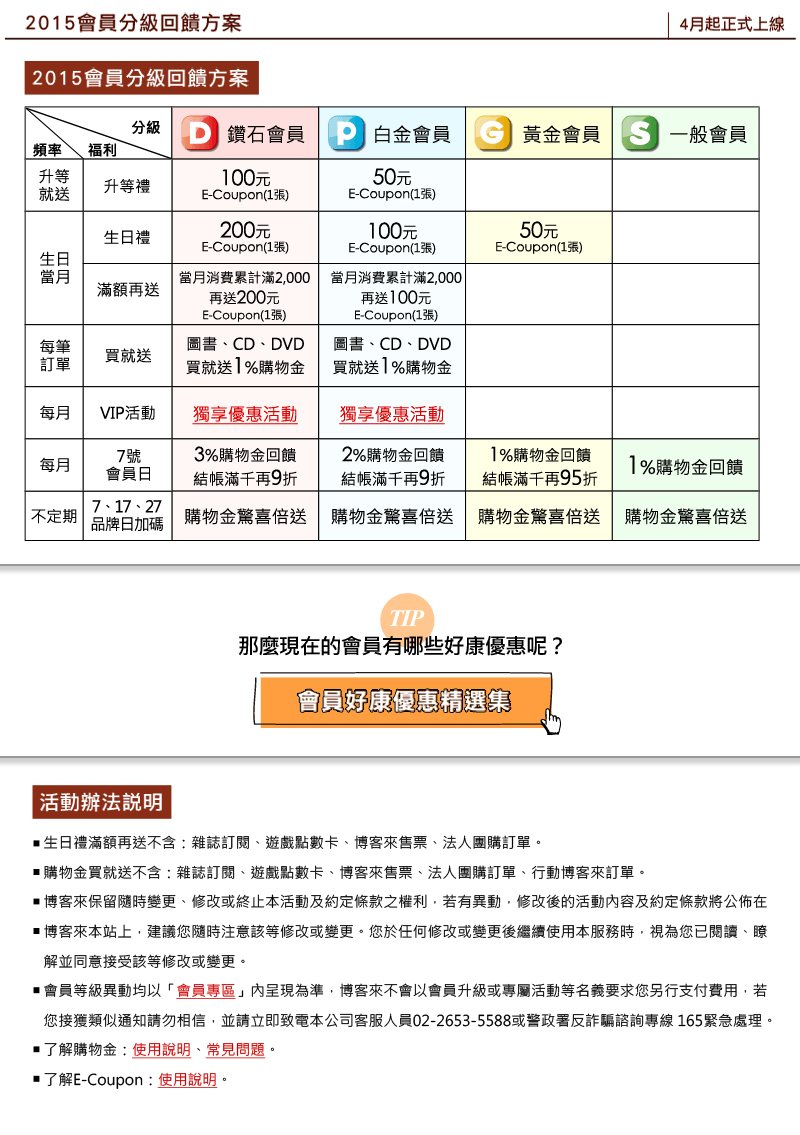 2015會員分級回饋方案
4月起正式上線
2015會員分級回饋方案
分級
頻率 福利
D 鑽石會員
P 白金會員
G 黃金會員
S 一般會員
升等
就送
升等禮
100元
E-Coupon(1張)
50元
E-Coupon(1張)
生日
當月
生日禮
200元
E-Coupon(1張)
100元
E-Coupon(1張)
50元
E-Coupon(1張)
滿額再送
當月消費累計滿2,000
再送200元
E-Coupon(1張)
當月消費累計滿2,000
再送100元
E-Coupon(1張)
每筆
訂單
買就送
圖書、CD、DVD
買就送1%購物金
圖書、CD、DVD
買就送1%購物金
每月
VIP活動
獨享優惠活動
獨享優惠活動
每月
7號
會員日
3%購物金回饋
結帳滿千再9折
2%購物金回饋
結帳滿千再9折
1%購物金回饋
結帳滿千再95折
1%購物金回饋
不定期
7、17、27
品牌日加碼
購物金驚喜倍送
購物金驚喜倍送
購物金驚喜倍送
購物金驚喜倍送
TIP
那麼現在的會員有哪些好康優惠呢？
會員好康優惠精選集
活動辦法說明
■生日禮滿額再送不含：雜誌訂閱、遊戲點數卡、博客來售票、法人團購訂單。
■購物金買就送不含：雜誌訂閱、遊戲點數卡、博客來售票、法人團購訂單、行動博客來訂單。
■博客來保留隨時變更、修改或終止本活動及約定條款之權利，若有異動，修改後的活動內容及約定條款將公佈在
■博客來本站上，建議您隨時注意該等修改或變更。您於任何修改或變更後繼續使用本服務時，視為您已閱讀、瞭
解並同意接受該等修改或變更。
■會員等級異動均以「會員專區」內呈現為準，博客來不會以會員升級或專屬活動等名義要求您另行支付費用，若
您接獲類似通知請勿相信，並請立即致電本公司客服人員02-2653-5588或警政署反詐騙諮詢專線 165緊急處理。
■了解購物金：使用說明、常見問題。
■了解E-Coupon：使用說明。